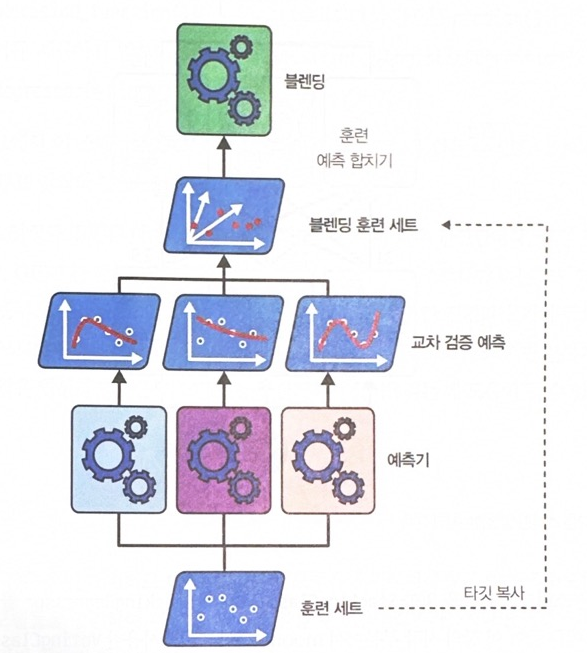 블렌딩
훈련
예측 합치기
블렌딩 훈련 세트
교차 검증 예측
예측기
훈련 세트
타깃 복사